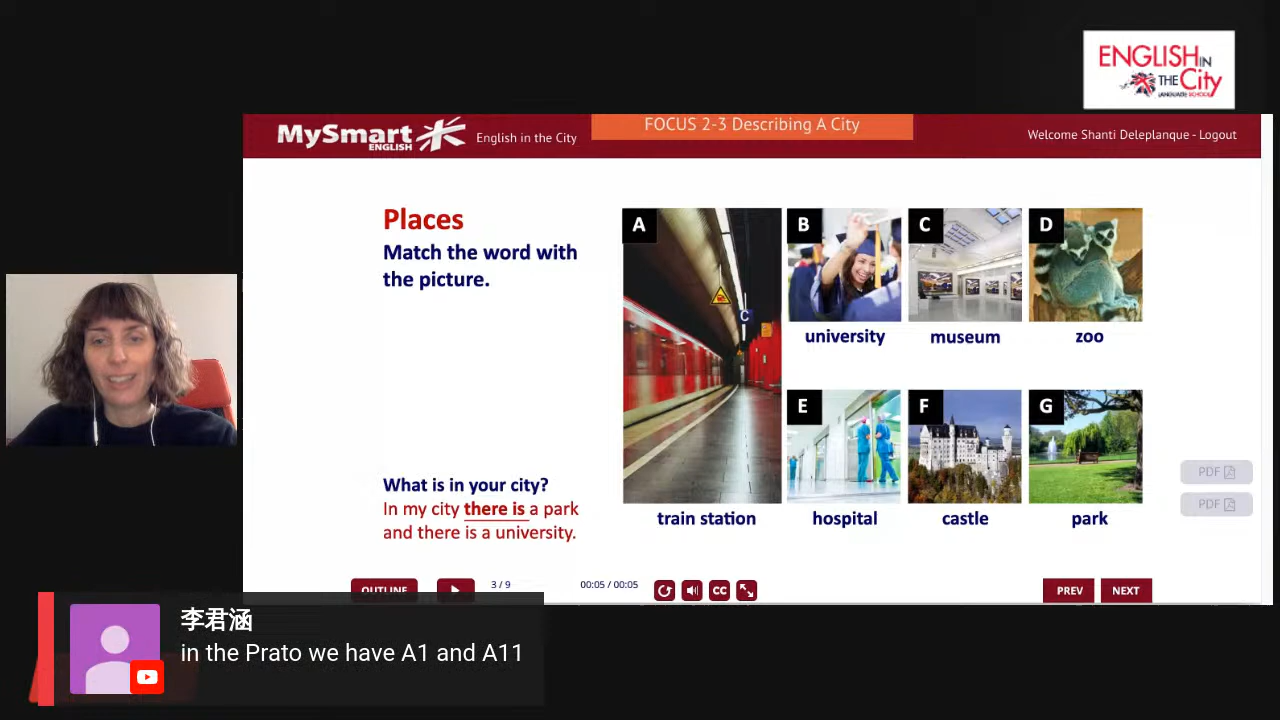 ENGLISH IN
THE City
LANGUAGE SCHOOL
MySmart
ENGLISH
English in the City
FOCUS 2-3 Describing A City
Welcome Shanti Deleplanque - Logout
Places
Match the word with
the picture.
A
C
B
university
C
museum
D
zoo
train station
E
hospital
F
castle
G
park
What is in your city?
In my city there is a park
and there is a university.
PDF
PDF
OUTLINE
3 / 9
00:05 / 00:05
CC
PREV
NEXT
李君涵
in the Prato we have A1 and A11